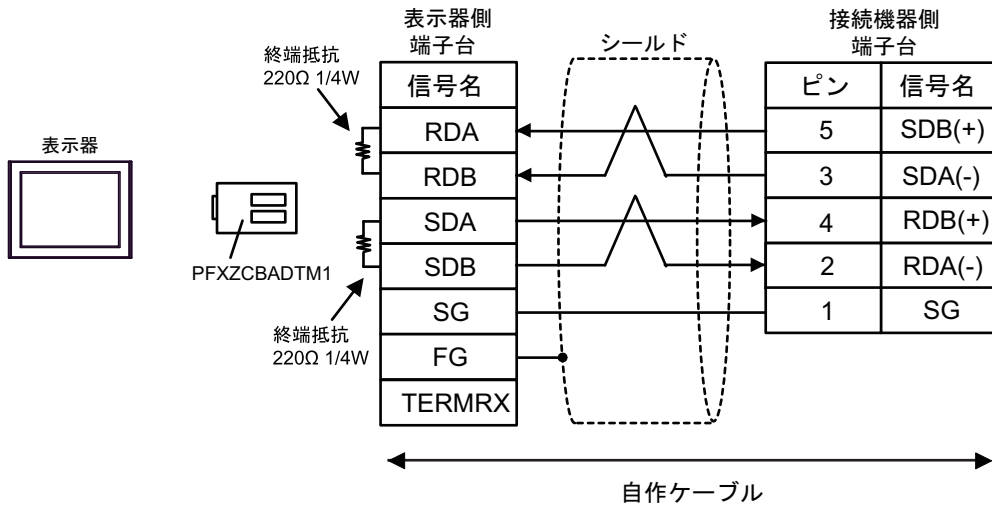 表示器側
端子台
シールド
接続機器側
端子台
終端抵抗
220Ω 1/4W
信号名
ピン
信号名
RDA
5
SDB(+)
表示器
RDB
3
SDA(-)
SDA
4
RDB(+)
PFXZCBADTM1
SDB
2
RDA(-)
SG
1
SG
終端抵抗
220Ω 1/4W
FG
TERMRX
自作ケーブル